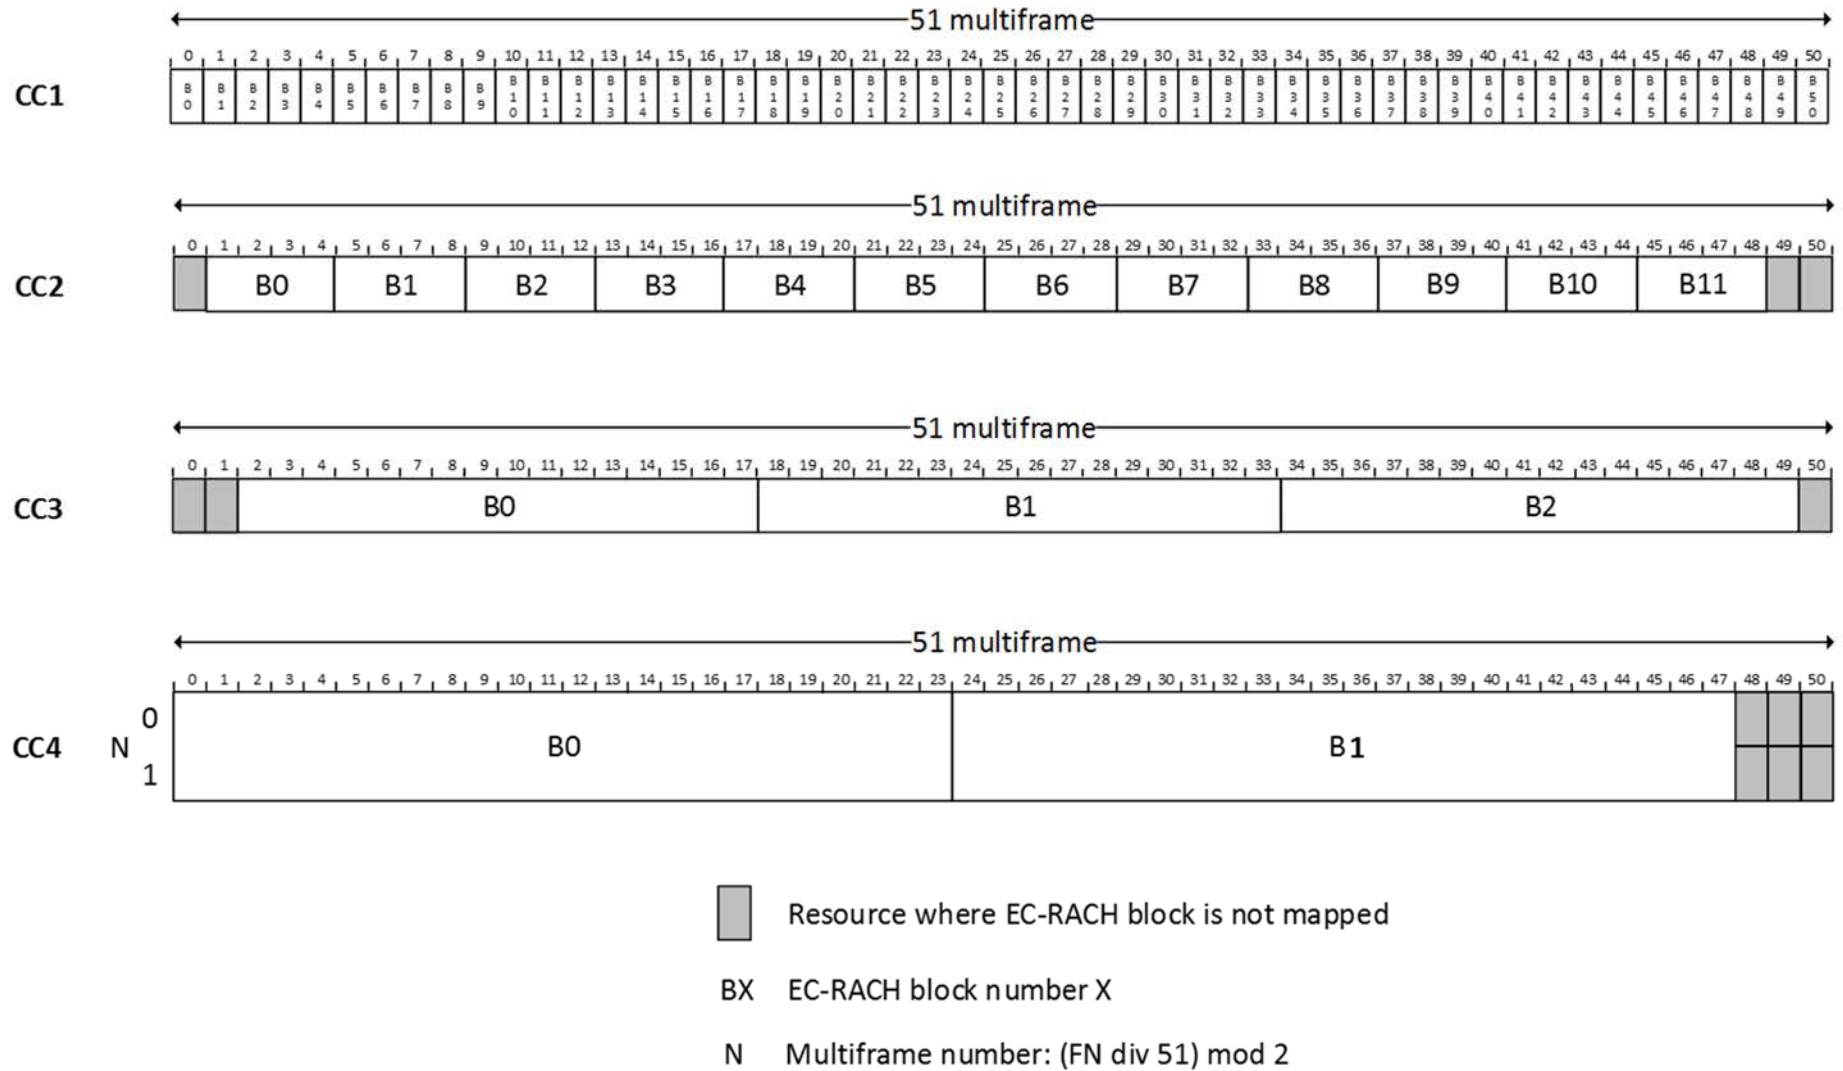 51 multiframe
0 1 2 3 4 5 6 7 8 9 10 11 12 13 14 15 16 17 18 19 20 21 22 23 24 25 26 27 28 29 30 31 32 33 34 35 36 37 38 39 40 41 42 43 44 45 46 47 48 49 50
CC1 B0 B1 B2 B3 B4 B5 B6 B7 B8 B9 B10 B11 B12 B13 B14 B15 B16 B17 B18 B19 B20 B21 B22 B23 B24 B25 B26 B27 B28 B29 B30 B31 B32 B33 B34 B35 B36 B37 B38 B39 B40 B41 B42 B43 B44 B45 B46 B47 B48 B49 B50
51 multiframe
0 1 2 3 4 5 6 7 8 9 10 11 12 13 14 15 16 17 18 19 20 21 22 23 24 25 26 27 28 29 30 31 32 33 34 35 36 37 38 39 40 41 42 43 44 45 46 47 48 49 50
CC2 B0 B1 B2 B3 B4 B5 B6 B7 B8 B9 B10 B11
51 multiframe
0 1 2 3 4 5 6 7 8 9 10 11 12 13 14 15 16 17 18 19 20 21 22 23 24 25 26 27 28 29 30 31 32 33 34 35 36 37 38 39 40 41 42 43 44 45 46 47 48 49 50
CC3 B0 B1 B2
51 multiframe
0 1 2 3 4 5 6 7 8 9 10 11 12 13 14 15 16 17 18 19 20 21 22 23 24 25 26 27 28 29 30 31 32 33 34 35 36 37 38 39 40 41 42 43 44 45 46 47 48 49 50
0
CC4 N B0 B1
1
Resource where EC-RACH block is not mapped
BX EC-RACH block number X
N Multiframe number: (FN div 51) mod 2